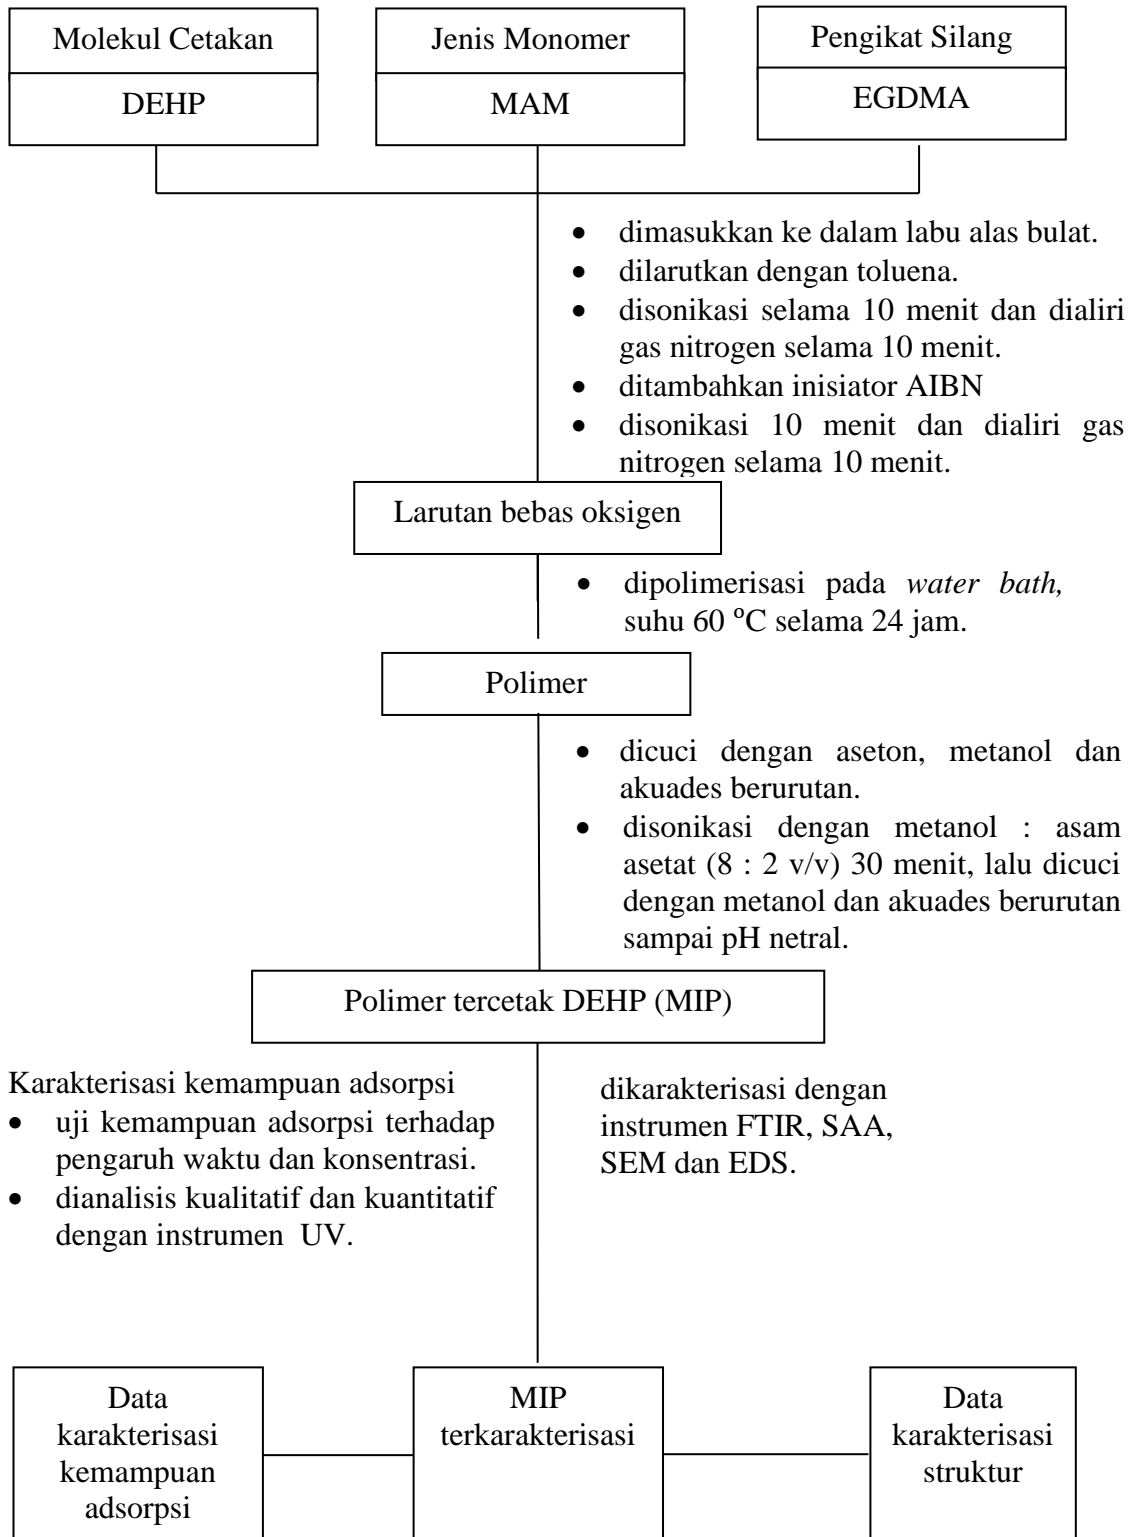 Molekul Cetakan
DEHP
Jenis Monomer
MAM
Pengikat Silang
EGDMA
• dimasukkan ke dalam labu alas bulat.
• dilarutkan dengan toluena.
• disonikasi selama 10 menit dan dialiri
gas nitrogen selama 10 menit.
• ditambahkan inisiator AIBN
• disonikasi 10 menit dan dialiri gas
nitrogen selama 10 menit.
Larutan bebas oksigen
• dipolimerisasi pada water bath,
suhu 60 °C selama 24 jam.
Polimer
• dicuci dengan aseton, metanol dan
akuades berurutan.
• disonikasi dengan metanol : asam
asetat (8 : 2 v/v) 30 menit, lalu dicuci
dengan metanol dan akuades berurutan
sampai pH netral.
Polimer tercetak DEHP (MIP)
Karakterisasi kemampuan adsorpsi
• uji kemampuan adsorpsi terhadap
pengaruh waktu dan konsentrasi.
• dianalisis kualitatif dan kuantitatif
dengan instrumen UV.
dikarakterisasi dengan
instrumen FTIR, SAA,
SEM dan EDS.
Data
karakterisasi
kemampuan
adsorpsi
MIP
terkarakterisasi
Data
karakterisasi
struktur